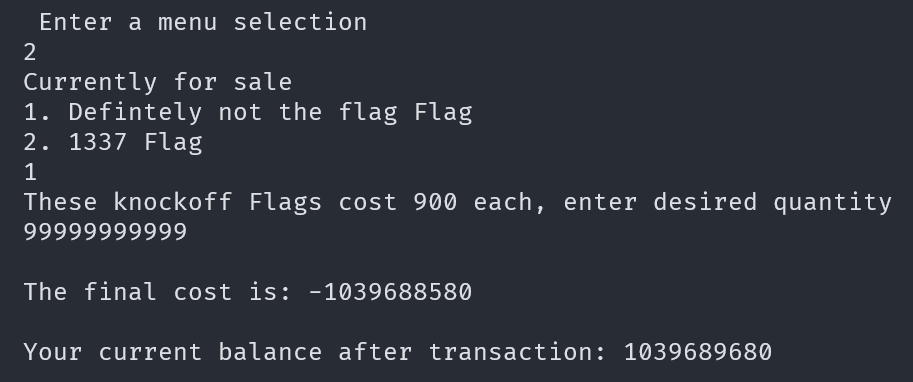 Enter a menu selection
2
Currently for sale
1. Defintely not the flag Flag
2. 1337 Flag
1
These knockoff Flags cost 900 each, enter desired quantity
99999999999
The final cost is: -1039688580
Your current balance after transaction: 1039689680